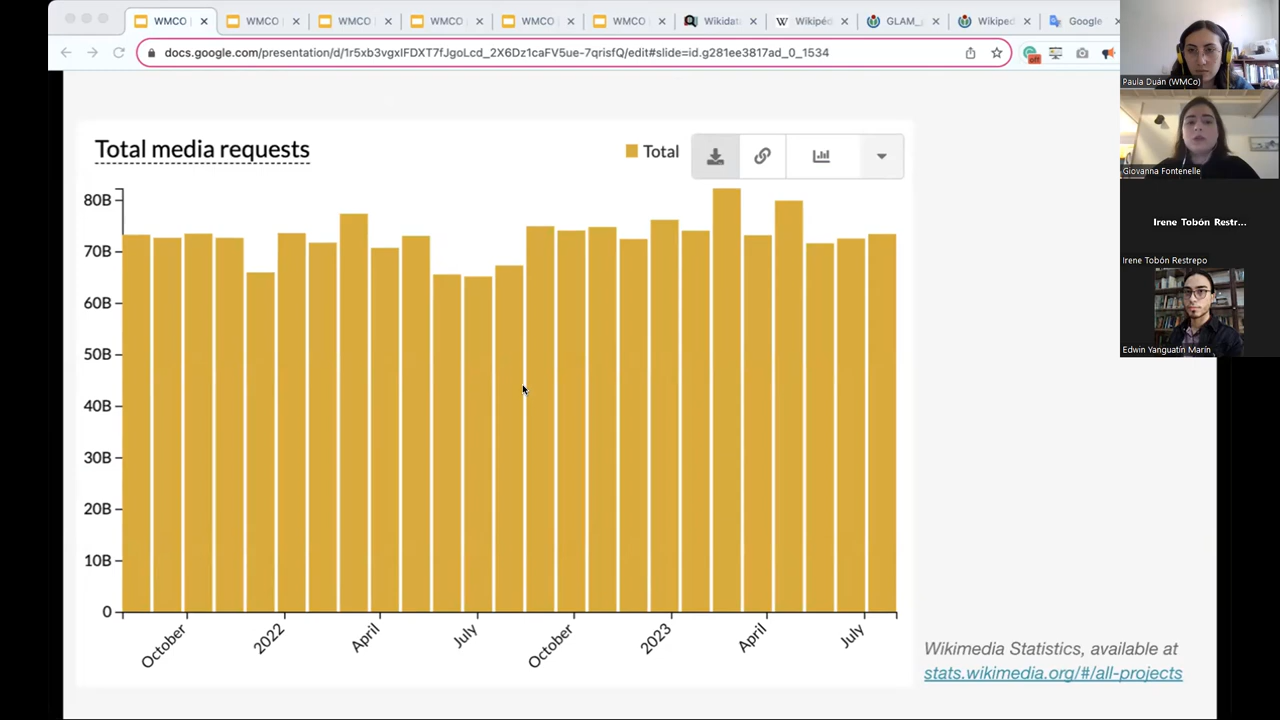 WMCO
WMCO
WMCO
WMCO
WMCO
WMCO
Wikidat
Wikipéd
GLAM_
Wikiped
Google
docs.google.com/presentation/d/1r5xb3vgxIFDXT7fJgoLcd_2X6Dz1caFV5ue-7qrisfQ/edit#slide=id.g281ee3817ad_0_1534
off
Paula Duán (WMCo)
Giovanna Fontenelle
Irene Tobón Restr...
Irene Tobón Restrepo
Edwin Yanguatín Marín
Total media requests
Total
80B
70B
60B
50B
40B
30B
20B
10B
0
October
2022
April
July
October
2023
April
July
Wikimedia Statistics, available at
stats.wikimedia.org/#/all-projects